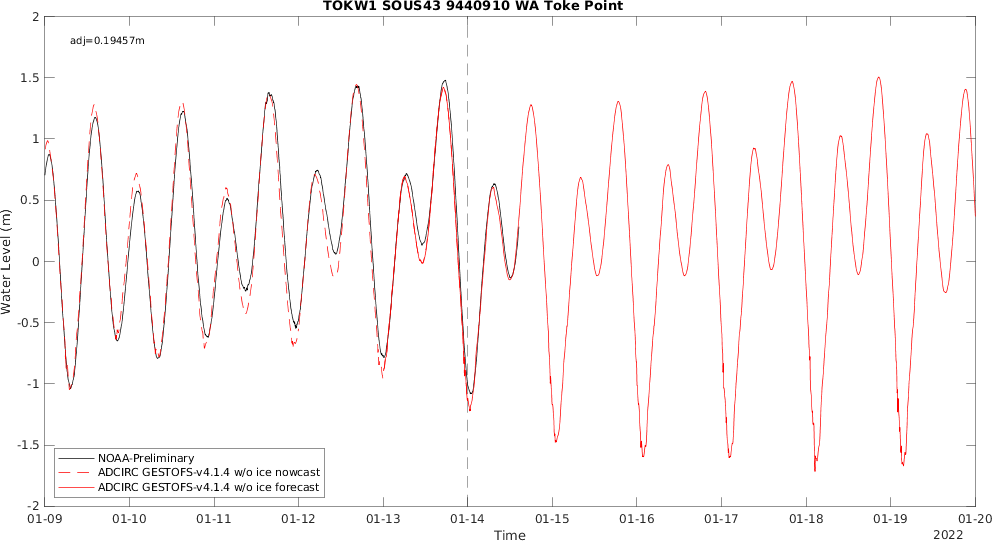 TOKW1 SOUS43 9440910 WA Toke Point
adj=0.19457m
2
1.5
1
0.5
0
-0.5
-1
-1.5
-2
Water Level (m)
NOAA-Preliminary
ADCIRC GESTOFS-v4.1.4 w/o ice nowcast
ADCIRC GESTOFS-v4.1.4 w/o ice forecast
01-09 01-10 01-11 01-12 01-13 01-14 01-15 01-16 01-17 01-18 01-19 01-20
Time
2022